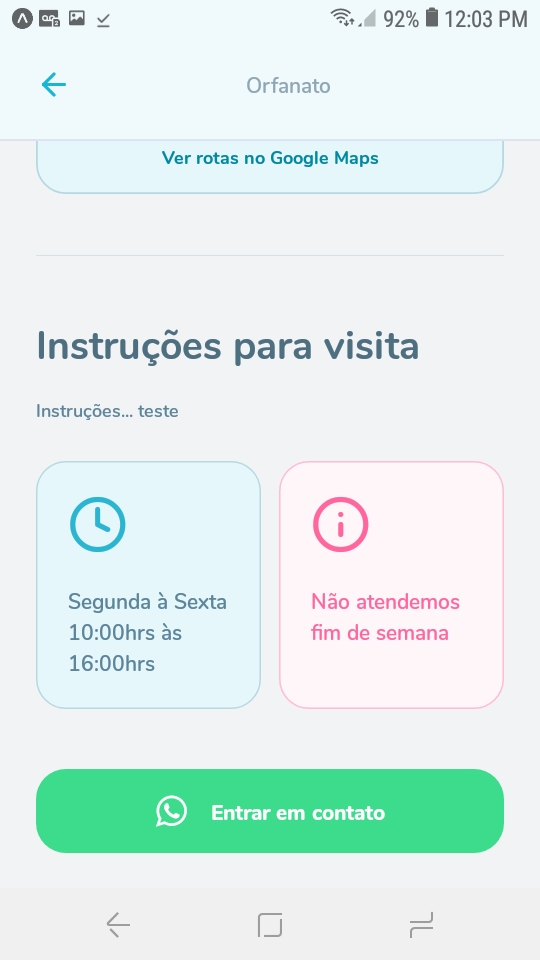 92% 12:03 PM
Orfanato
Ver rotas no Google Maps
Instruções para visita
Instruções... teste
Segunda à Sexta
10:00hrs às
16:00hrs
Não atendemos
fim de semana
Entrar em contato